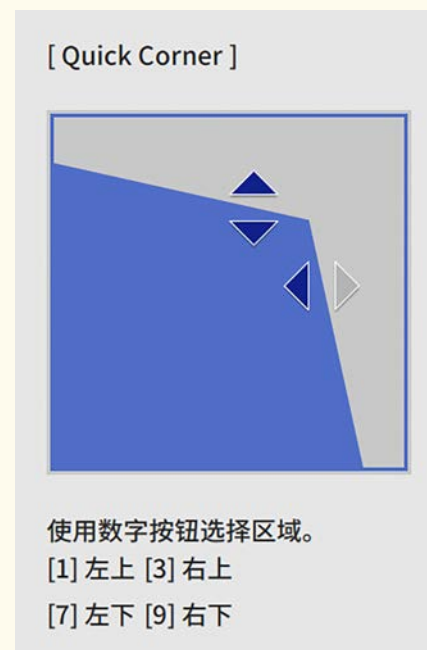 [ Quick Corner ]
使用数字按钮选择区域。
[1] 左上 [3] 右上
[7] 左下 [9] 右下